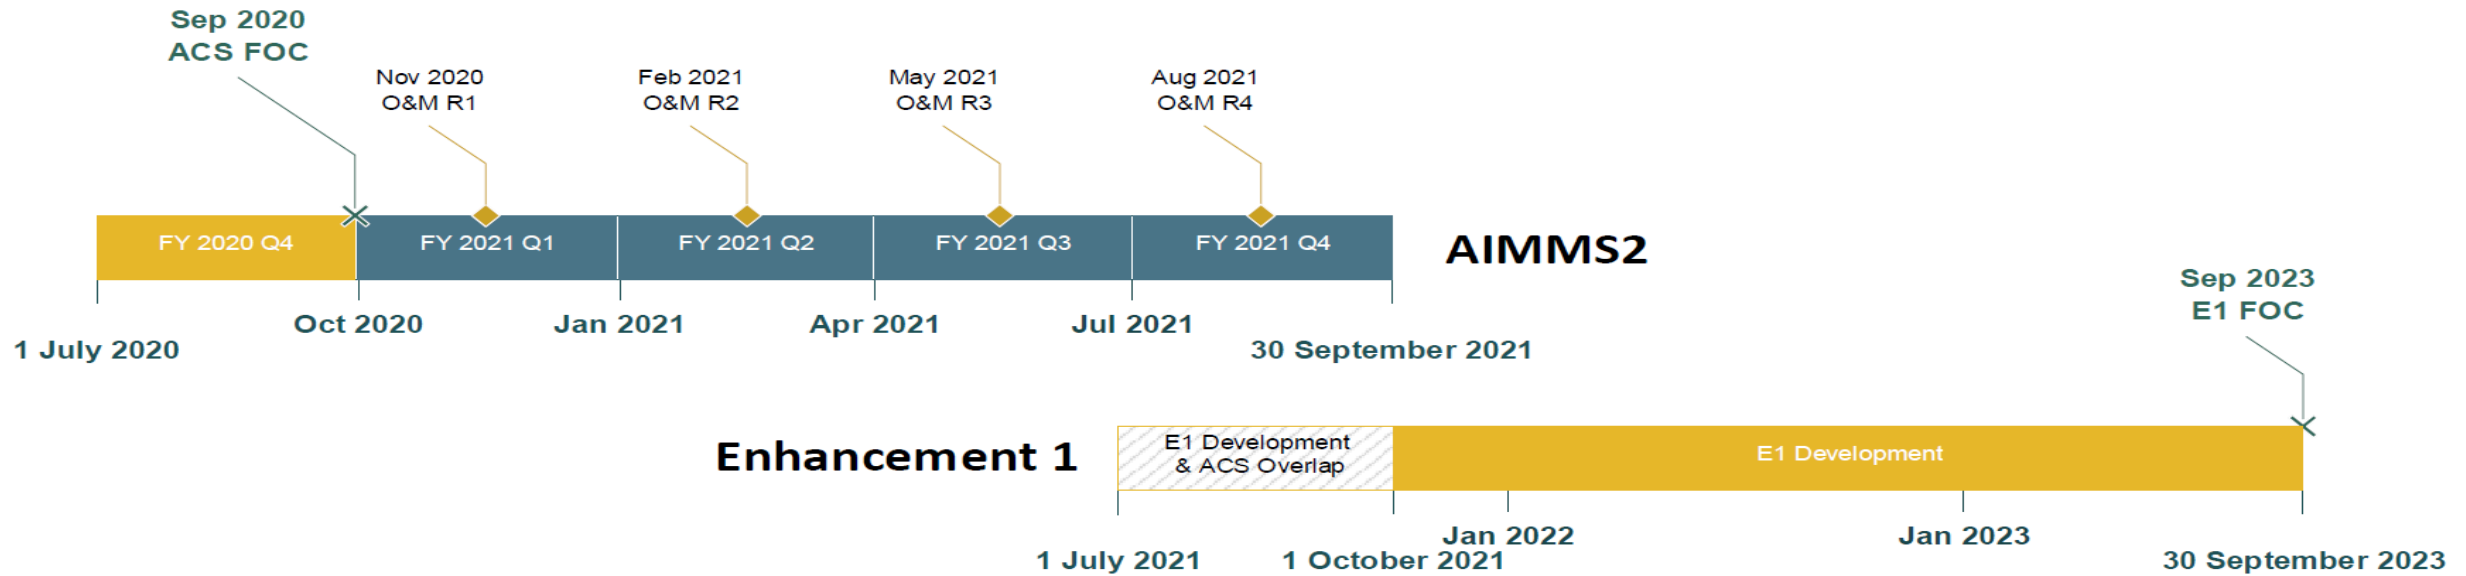 Sep 2020
ACS FOC
Nov 2020
O&M R1
Feb 2021
O&M R2
May 2021
O&M R3
Aug 2021
O&M R4
FY 2020 Q4
FY 2021 Q1
FY 2021 Q2
FY 2021 Q3
FY 2021 Q4
AIMMS2
Oct 2020
Jan 2021
Apr 2021
Jul 2021
1 July 2020
30 September 2021
Sep 2023
E1 FOC
Enhancement 1
E1 Development
& ACS Overlap
E1 Development
Jan 2022
Jan 2023
1 July 2021
1 October 2021
30 September 2023